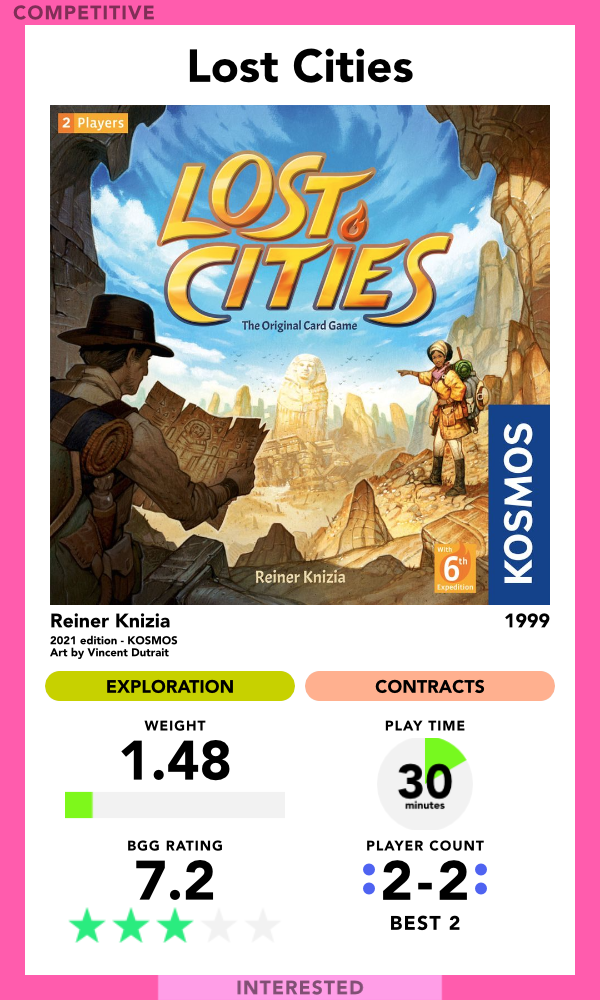 COMPETITIVE
Lost Cities
2 Players
LOST
CITIES
The Original Card Game
KOSMOS
With
6th
Expedition
Reiner Knizia
Reiner Knizia
1999
2021 edition - KOSMOS
Art by Vincent Dutrait
EXPLORATION
CONTRACTS
WEIGHT
1.48
PLAY TIME
30
minutes
BGG RATING
7.2
PLAYER COUNT
2-2
BEST 2
INTERESTED